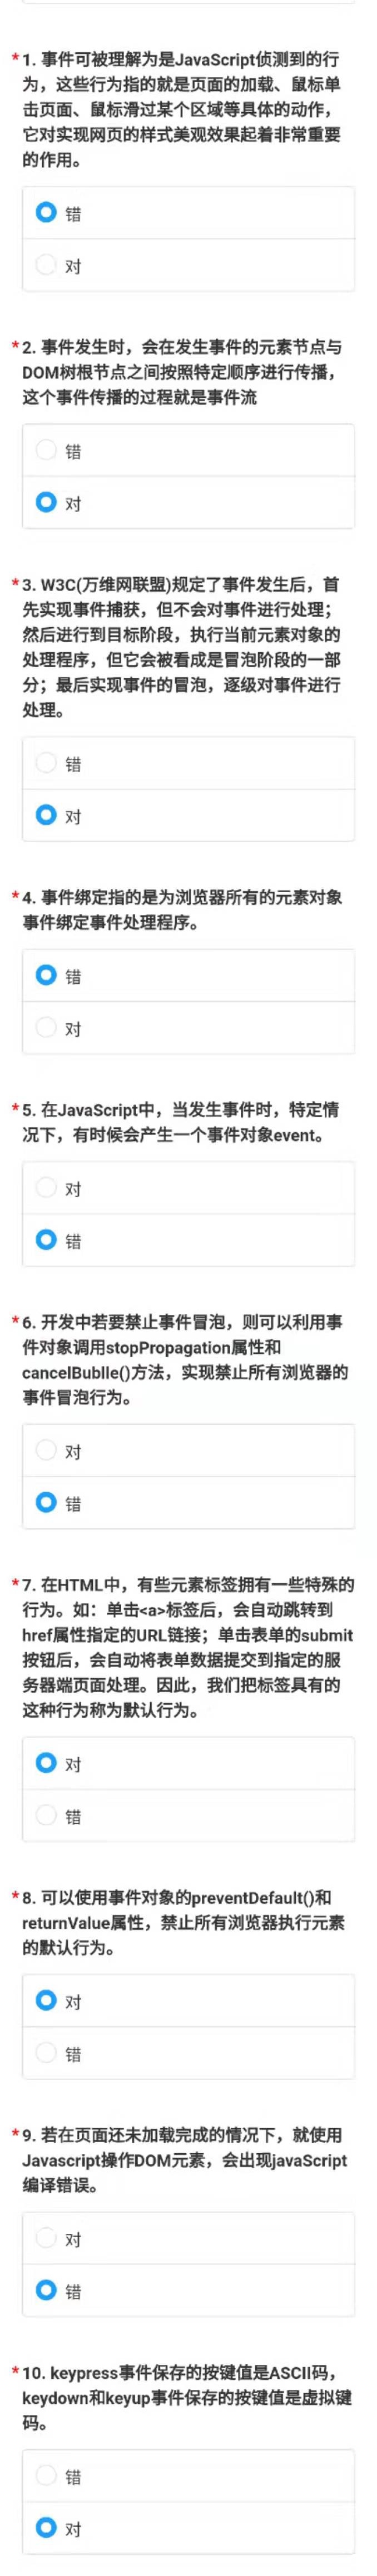 *1. 事件可被理解为是JavaScript侦测到的行
为，这些行为指的就是页面的加载、鼠标单
击页面、鼠标滑过某个区域等具体的动作，
它对实现网页的样式美观效果起着非常重要
的作用。
错
对
*2. 事件发生时，会在发生事件的元素节点与
DOM树根节点之间按照特定顺序进行传播，
这个事件传播的过程就是事件流
错
对
*3. W3C(万维网联盟)规定了事件发生后，首
先实现事件捕获，但不会对事件进行处理；
然后进行到目标阶段，执行当前元素对象的
处理程序，但它会被看成是冒泡阶段的一部
分；最后实现事件的冒泡，逐级对事件进行
处理。
错
对
*4. 事件绑定指的是为浏览器所有的元素对象
事件绑定事件处理程序。
错
对
*5. 在JavaScript中，当发生事件时，特定情
况下，有时候会产生一个事件对象event。
对
错
*6. 开发中若要禁止事件冒泡，则可以利用事
件对象调用stopPropagation属性和
cancelBublle()方法，实现禁止所有浏览器的
事件冒泡行为。
对
错
*7. 在HTML中，有些元素标签拥有一些特殊的
行为。如：单击<a>标签后，会自动跳转到
href属性指定的URL链接；单击表单的submit
按钮后，会自动将表单数据提交到指定的服
务器端页面处理。因此，我们把标签具有的
这种行为称为默认行为。
对
错
*8. 可以使用事件对象的preventDefault()和
returnValue属性，禁止所有浏览器执行元素
的默认行为。
对
错
*9. 若在页面还未加载完成的情况下，就使用
Javascript操作DOM元素，会出现javaScript
编译错误。
对
错
*10. keypress事件保存的按键值是ASCII码，
keydown和keyup事件保存的按键值是虚拟键
码。
错
对